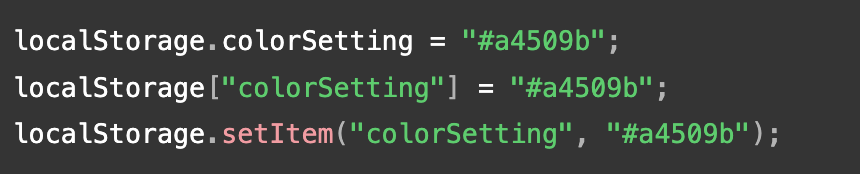 localStorage.colorSetting = "#a4509b";
localStorage["colorSetting"] = "#a4509b";
localStorage.setItem("colorSetting", "#a4509b");